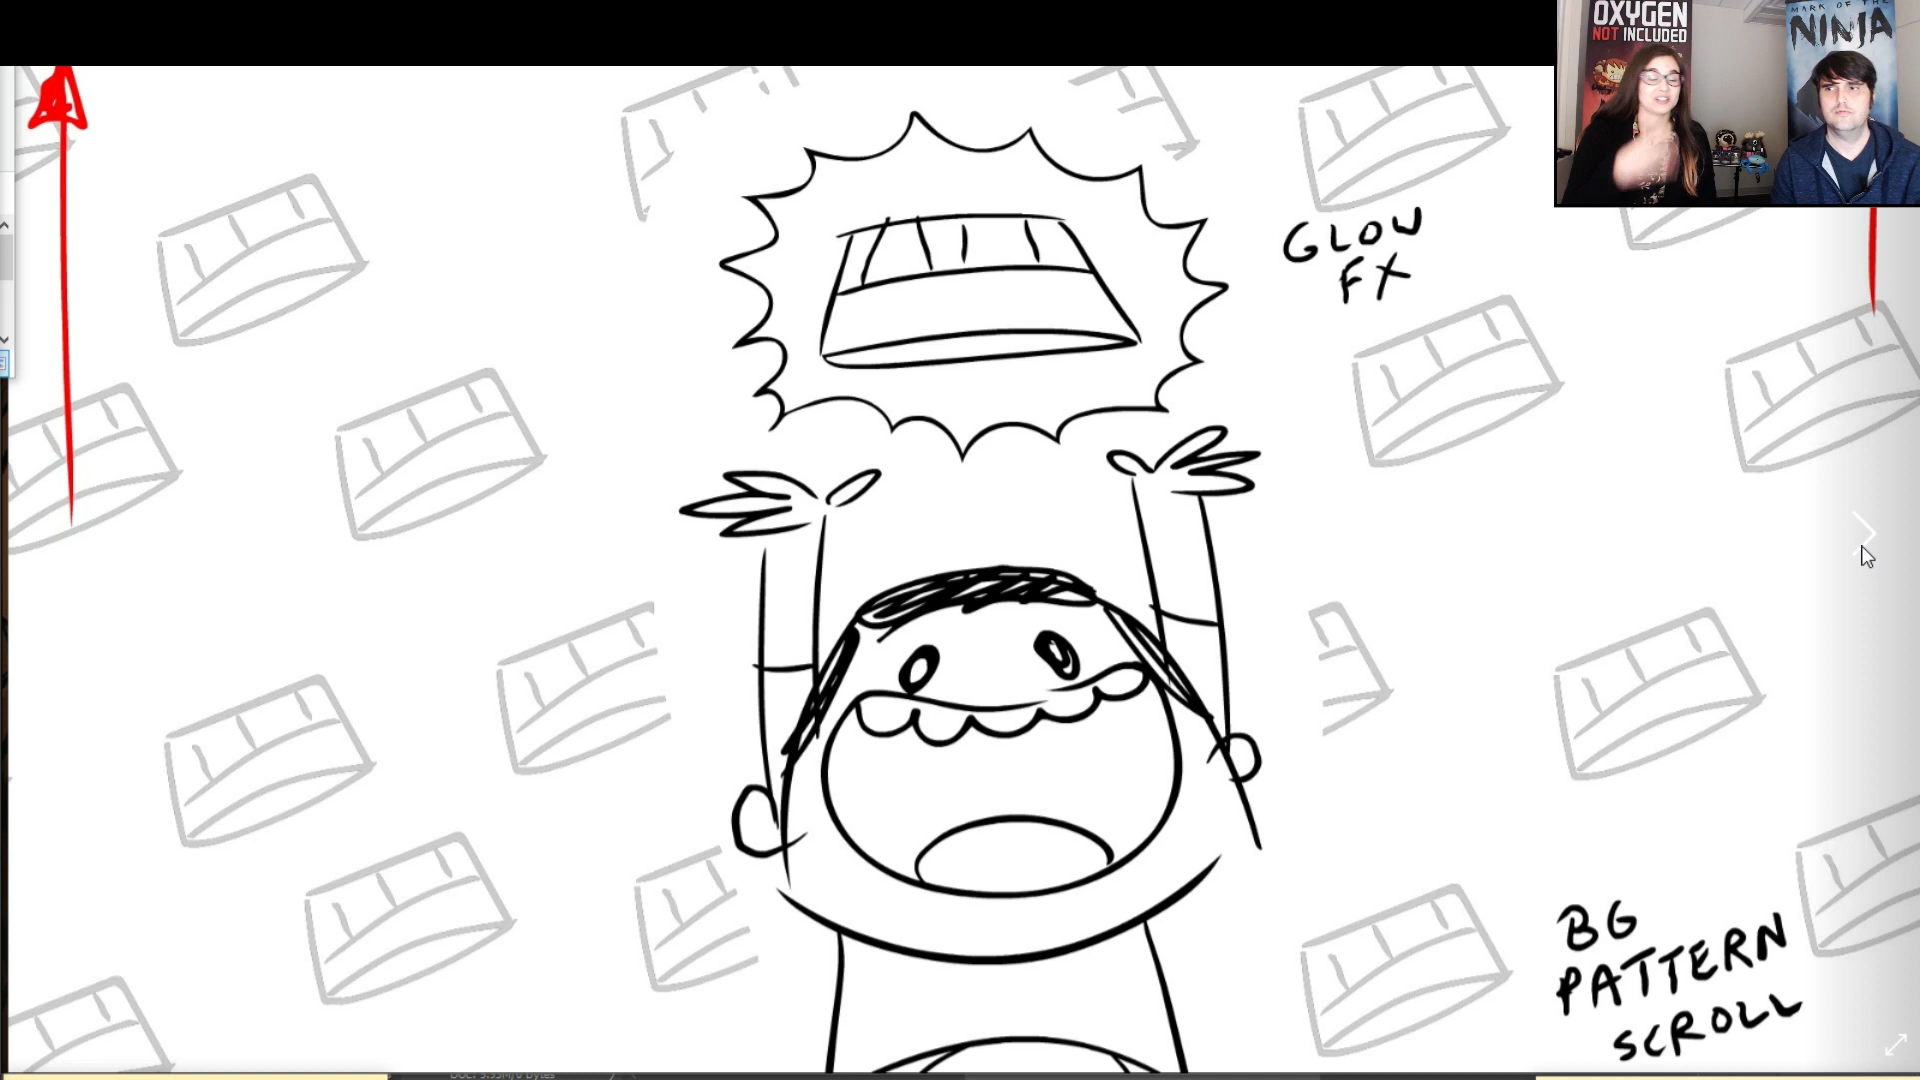 OXYGEN
NOT INCLUDED
MARK OF THE
NINJA
GLOW
FX
BG
PATTERN
SCROLL